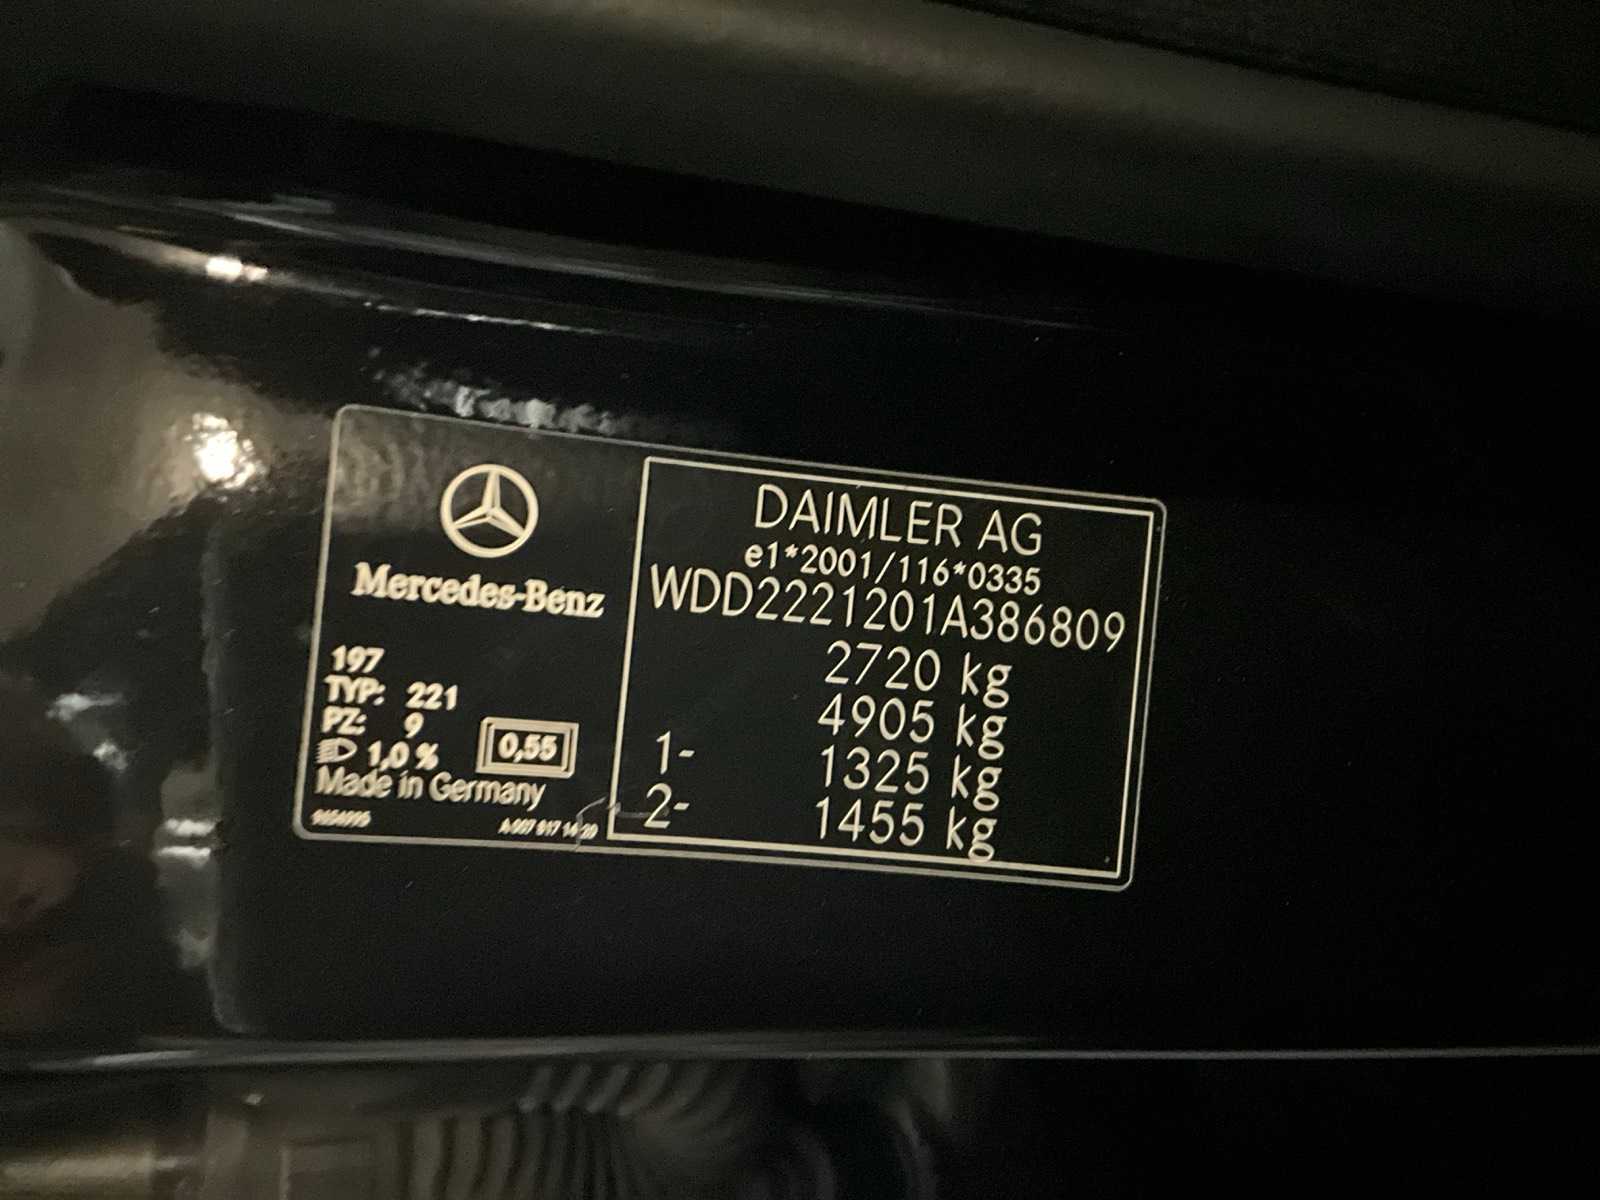 Mercedes-Benz
197
TYP: 221
PZ: 9
1,0 %
0,55
Made in Germany
DAIMLER AG
e1*2001/116*0335
WDD2221201A386809
2720 kg
4905 kg
1- 1325 kg
2- 1455 kg